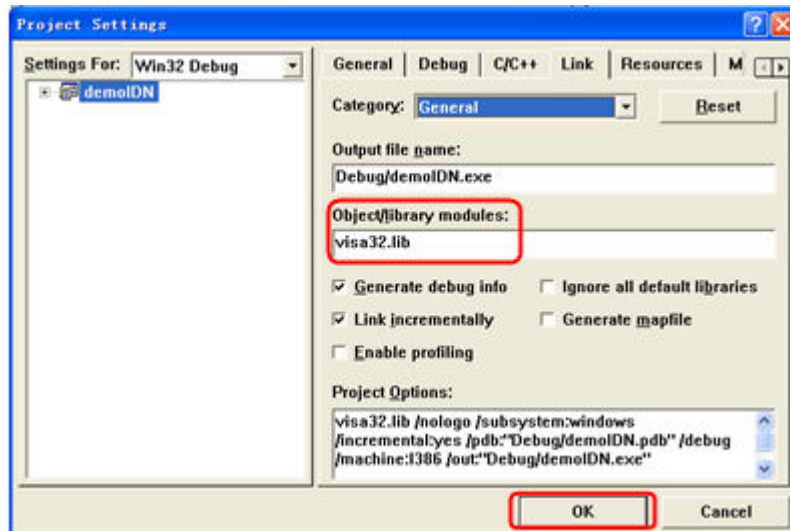 Project Settings
Settings For: Win32 Debug
demoIDN
General Debug C/C++ Link Resources M
Category: General Reset
Output file name:
Debug/demoIDN.exe
Object/library modules:
visa32.lib
Generate debug info Ignore all default libraries
Link incrementally Generate mapfile
Enable profiling
Project Options:
visa32.lib /nologo /subsystem:windows
/incremental:yes /pdb:"Debug/demoIDN.pdb" /debug
/machine:I386 /out:"Debug/demoIDN.exe"
OK Cancel